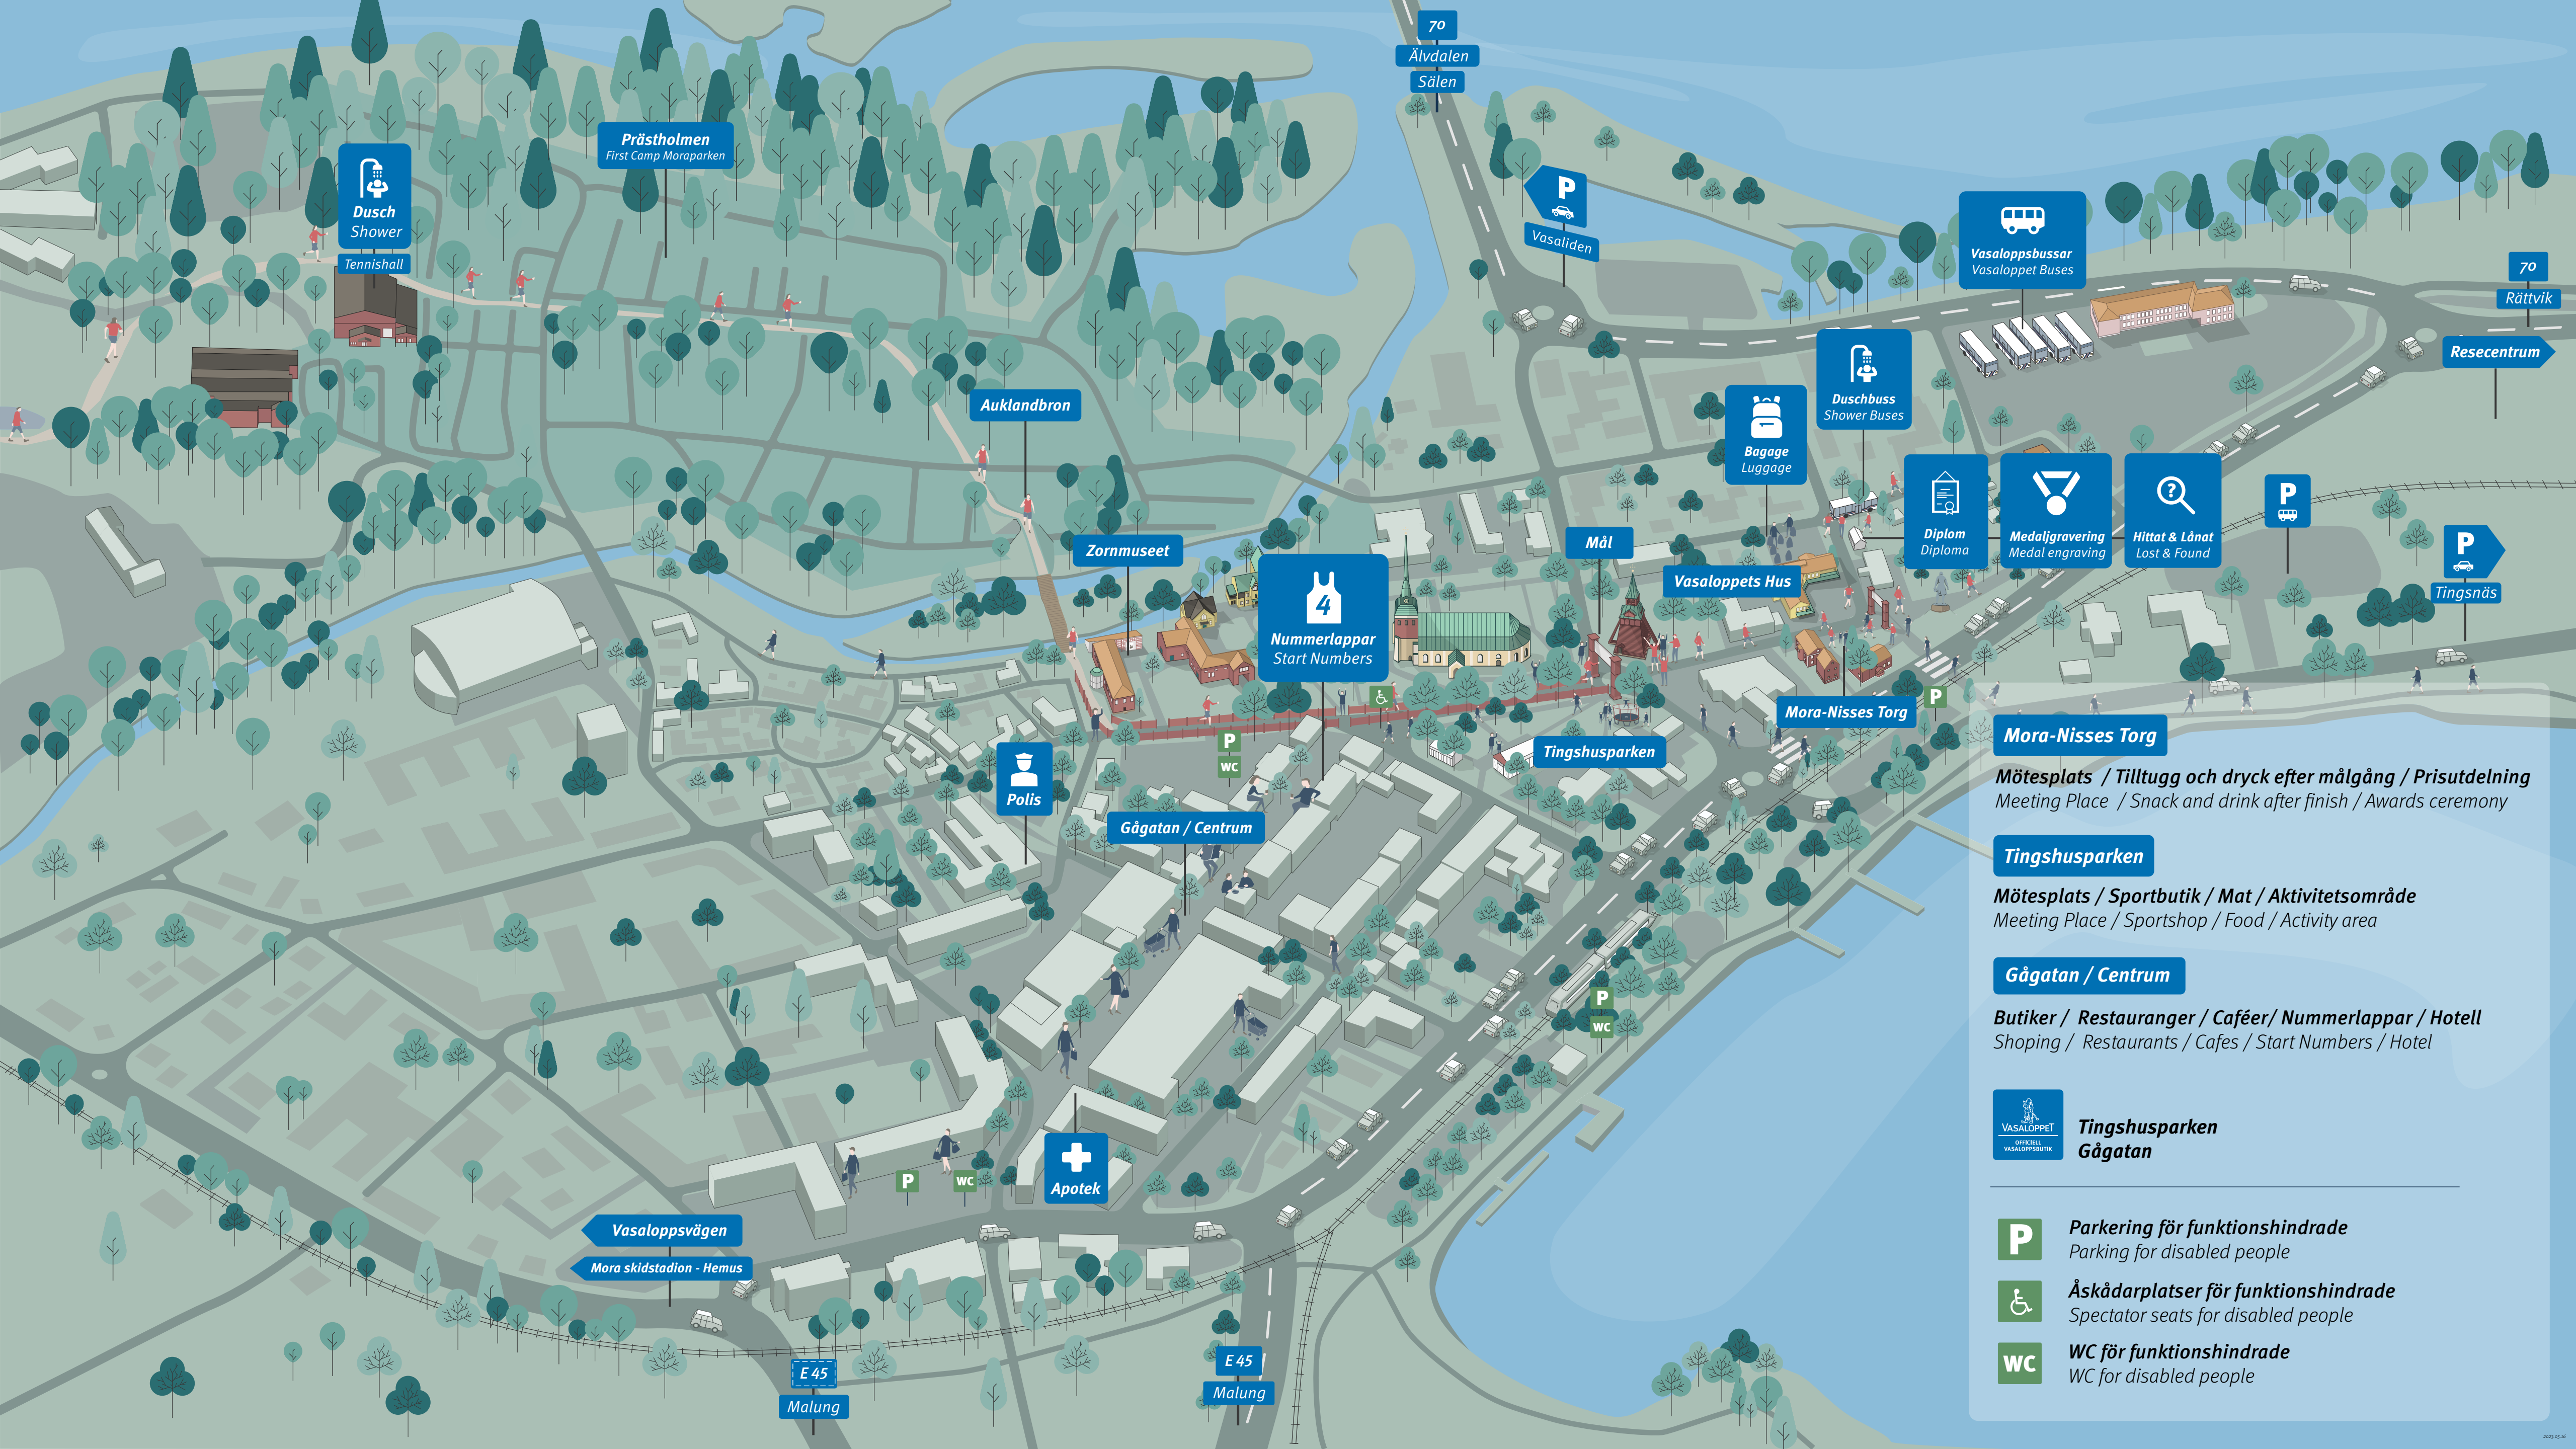 70
Älvdalen
Sälen
Prästholmen
First Camp Moraparken
Dusch
Shower
Tennishall
P
Vasaliden
Vasaloppsbussar
Vasaloppet Buses
70
Rättvik
Resecentrum
Duschbuss
Shower Buses
Bagage
Luggage
Auklandbron
Diplom
Diploma
Medaljgravering
Medal engraving
?
Hittat & Lånat
Lost & Found
P
P
Tingsnäs
Zornmuseet
Mål
Vasaloppets Hus
4
Nummerlappar
Start Numbers
P
Mora-Nisses Torg
P
WC
Tingshusparken
Polis
Gågatan / Centrum
P
WC
P
WC
Apotek
Vasaloppsvägen
Mora skidstadion - Hemus
E 45
Malung
E 45
Malung
Mora-Nisses Torg
Mötesplats / Tilltugg och dryck efter målgång / Prisutdelning
Meeting Place / Snack and drink after finish / Awards ceremony
Tingshusparken
Mötesplats / Sportbutik / Mat / Aktivitetsområde
Meeting Place / Sportshop / Food / Activity area
Gågatan / Centrum
Butiker / Restauranger / Caféer/ Nummerlappar / Hotell
Shoping / Restaurants / Cafes / Start Numbers / Hotel
VASALOPPET
OFFICIELL
VASALOPPSBUTIK
Tingshusparken
Gågatan
P
Parkering för funktionshindrade
Parking for disabled people
Åskådarplatser för funktionshindrade
Spectator seats for disabled people
WC
WC för funktionshindrade
WC for disabled people